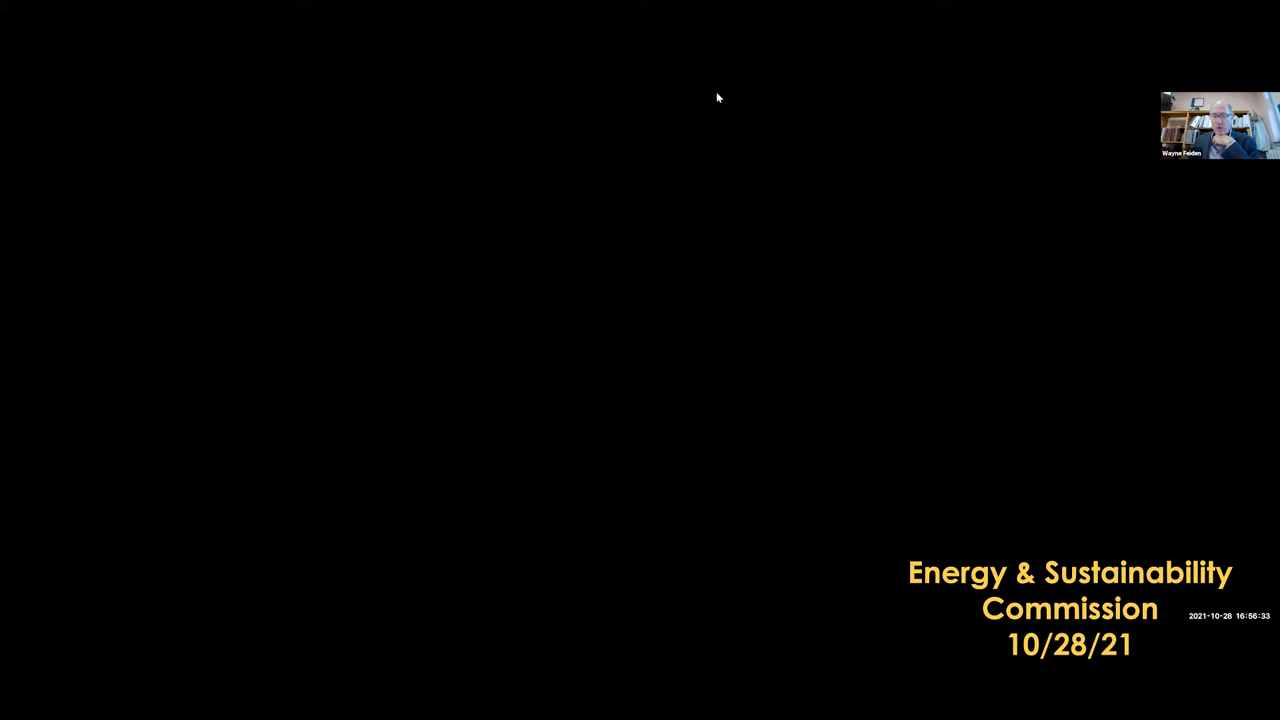 Wayne Feiden
Energy & Sustainability
Commission
2021-10-28 16:56:33
10/28/21